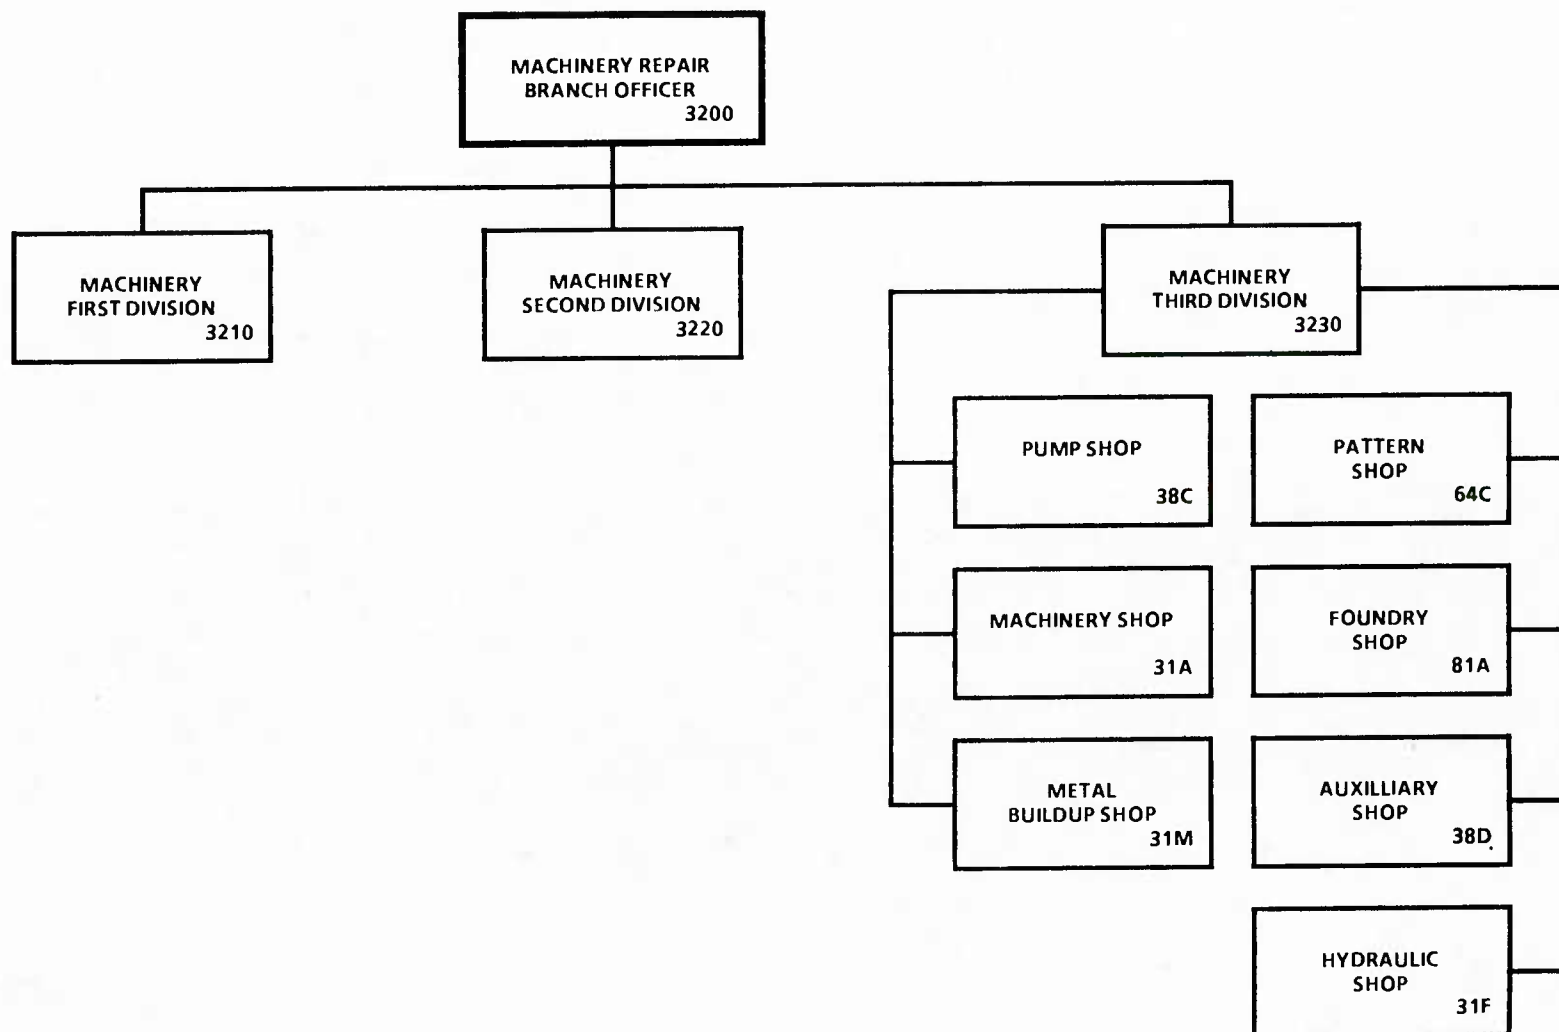 MACHINERY REPAIR
BRANCH OFFICER
3200
MACHINERY
FIRST DIVISION
3210
MACHINERY
SECOND DIVISION
3220
MACHINERY
THIRD DIVISION
3230
PUMP SHOP
38C
PATTERN
SHOP
64C
MACHINERY SHOP
31A
FOUNDRY
SHOP
81A
METAL
BUILDUP SHOP
31M
AUXILLIARY
SHOP
38D
HYDRAULIC
SHOP
31F